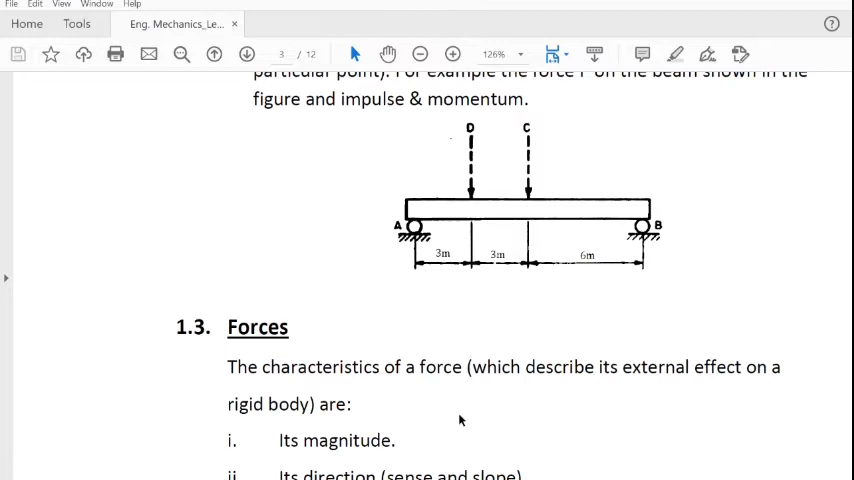 File Edit View Window Help
Home Tools Eng. Mechanics_Le... ×
3 / 12 126%
particular point). For example the force F on the beam shown in the
figure and impulse & momentum.
D C
A B
3m 3m 6m
1.3. Forces
The characteristics of a force (which describe its external effect on a
rigid body) are:
i. Its magnitude.
ii. Its direction (sense and slope)